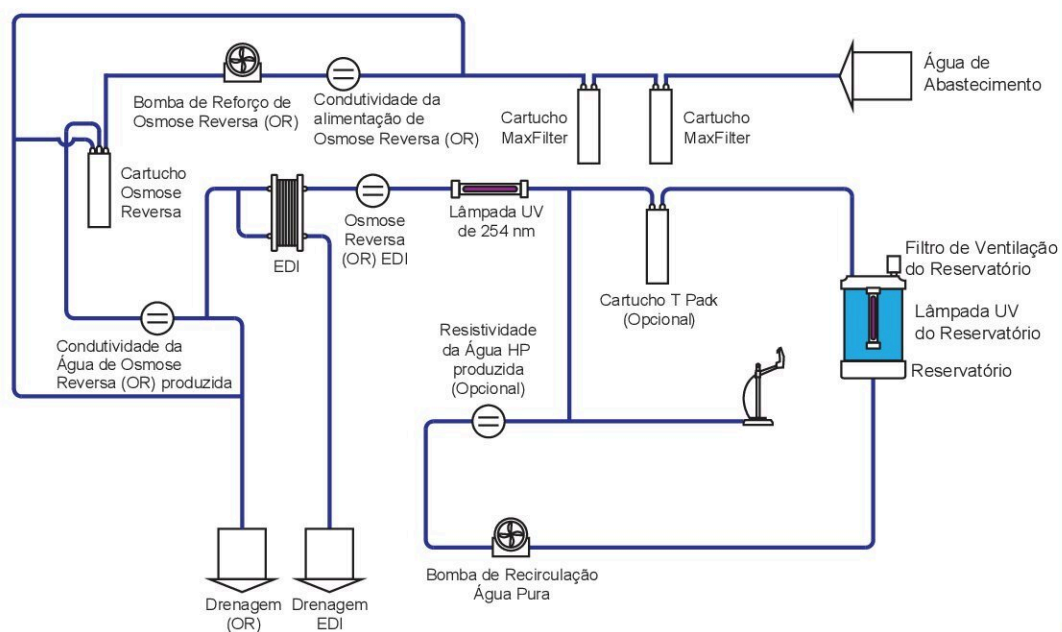 Água de
Abastecimento
Bomba de Reforço de
Osmose Reversa (OR)
Condutividade da
alimentação de
Osmose Reversa (OR)
Cartucho
MaxFilter
Cartucho
MaxFilter
Cartucho
Osmose
Reversa
EDI
Osmose
Reversa
(OR) EDI
Lâmpada UV
de 254 nm
Cartucho T Pack
(Opcional)
Filtro de Ventilação
do Reservatório
Lâmpada UV
do Reservatório
Reservatório
Condutividade da
Água de Osmose
Reversa (OR) produzida
Resistividade
da Água HP
produzida
(Opcional)
Bomba de Recirculação
Água Pura
Drenagem
(OR)
Drenagem
EDI